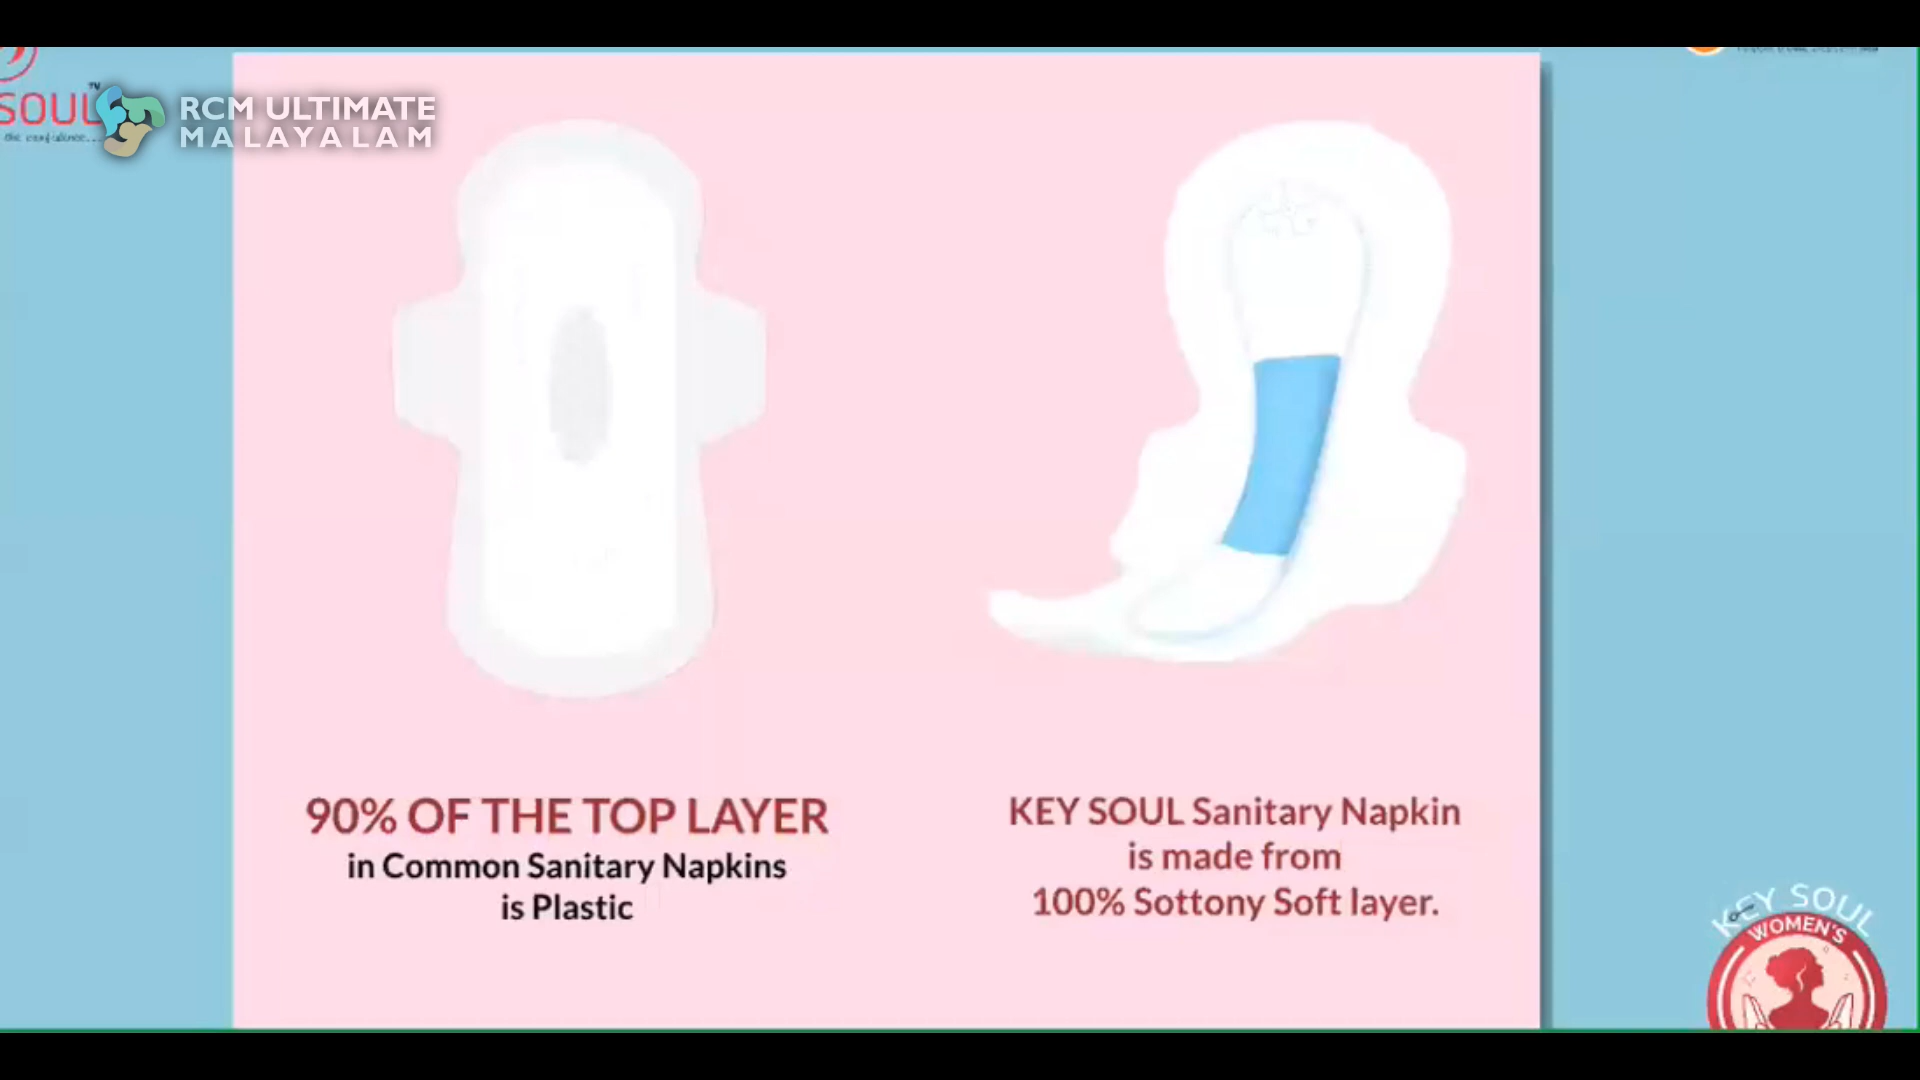 SOUL
TM
RCM ULTIMATE
MALAYALAM
90% OF THE TOP LAYER
in Common Sanitary Napkins
is Plastic
KEY SOUL Sanitary Napkin
is made from
100% Sottony Soft layer.
KEY SOUL
WOMEN'S